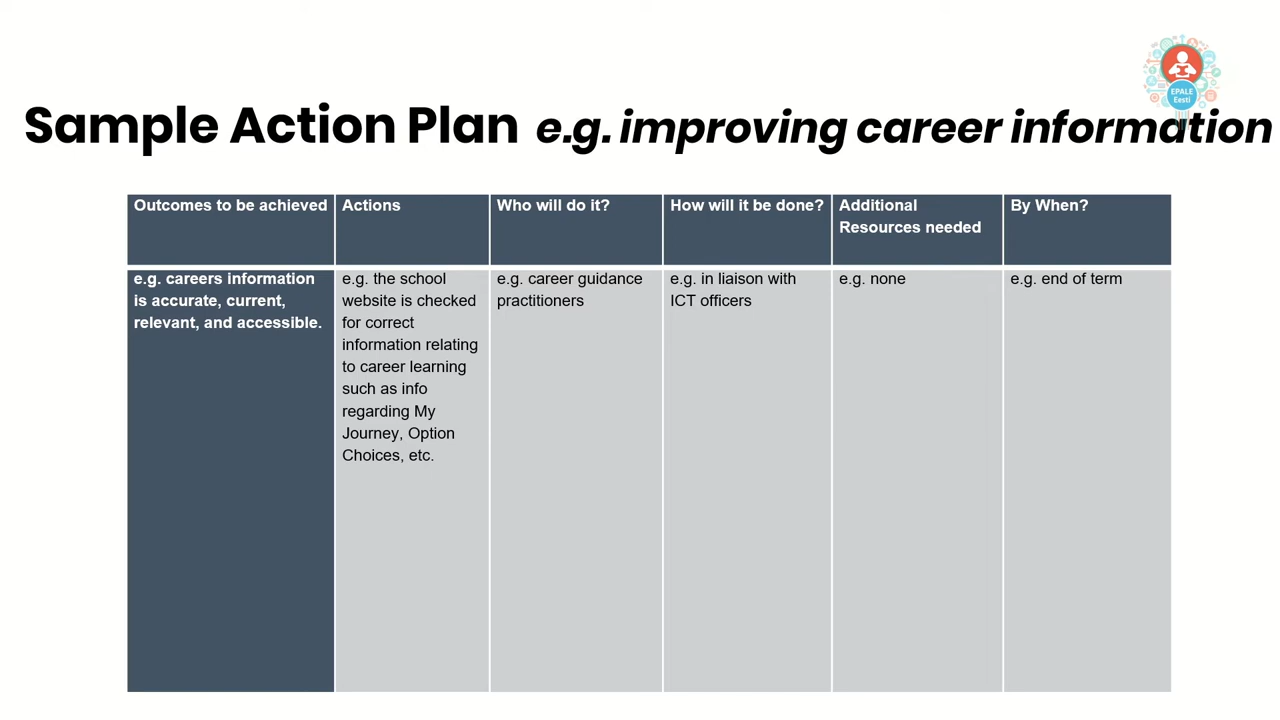 EPALE
Eesti
Sample Action Plan e.g. improving career information
Outcomes to be achieved
Actions
Who will do it?
How will it be done?
Additional
Resources needed
By When?
e.g. careers information
is accurate, current,
relevant, and accessible.
e.g. the school
website is checked
for correct
information relating
to career learning
such as info
regarding My
Journey, Option
Choices, etc.
e.g. career guidance
practitioners
e.g. in liaison with
ICT officers
e.g. none
e.g. end of term